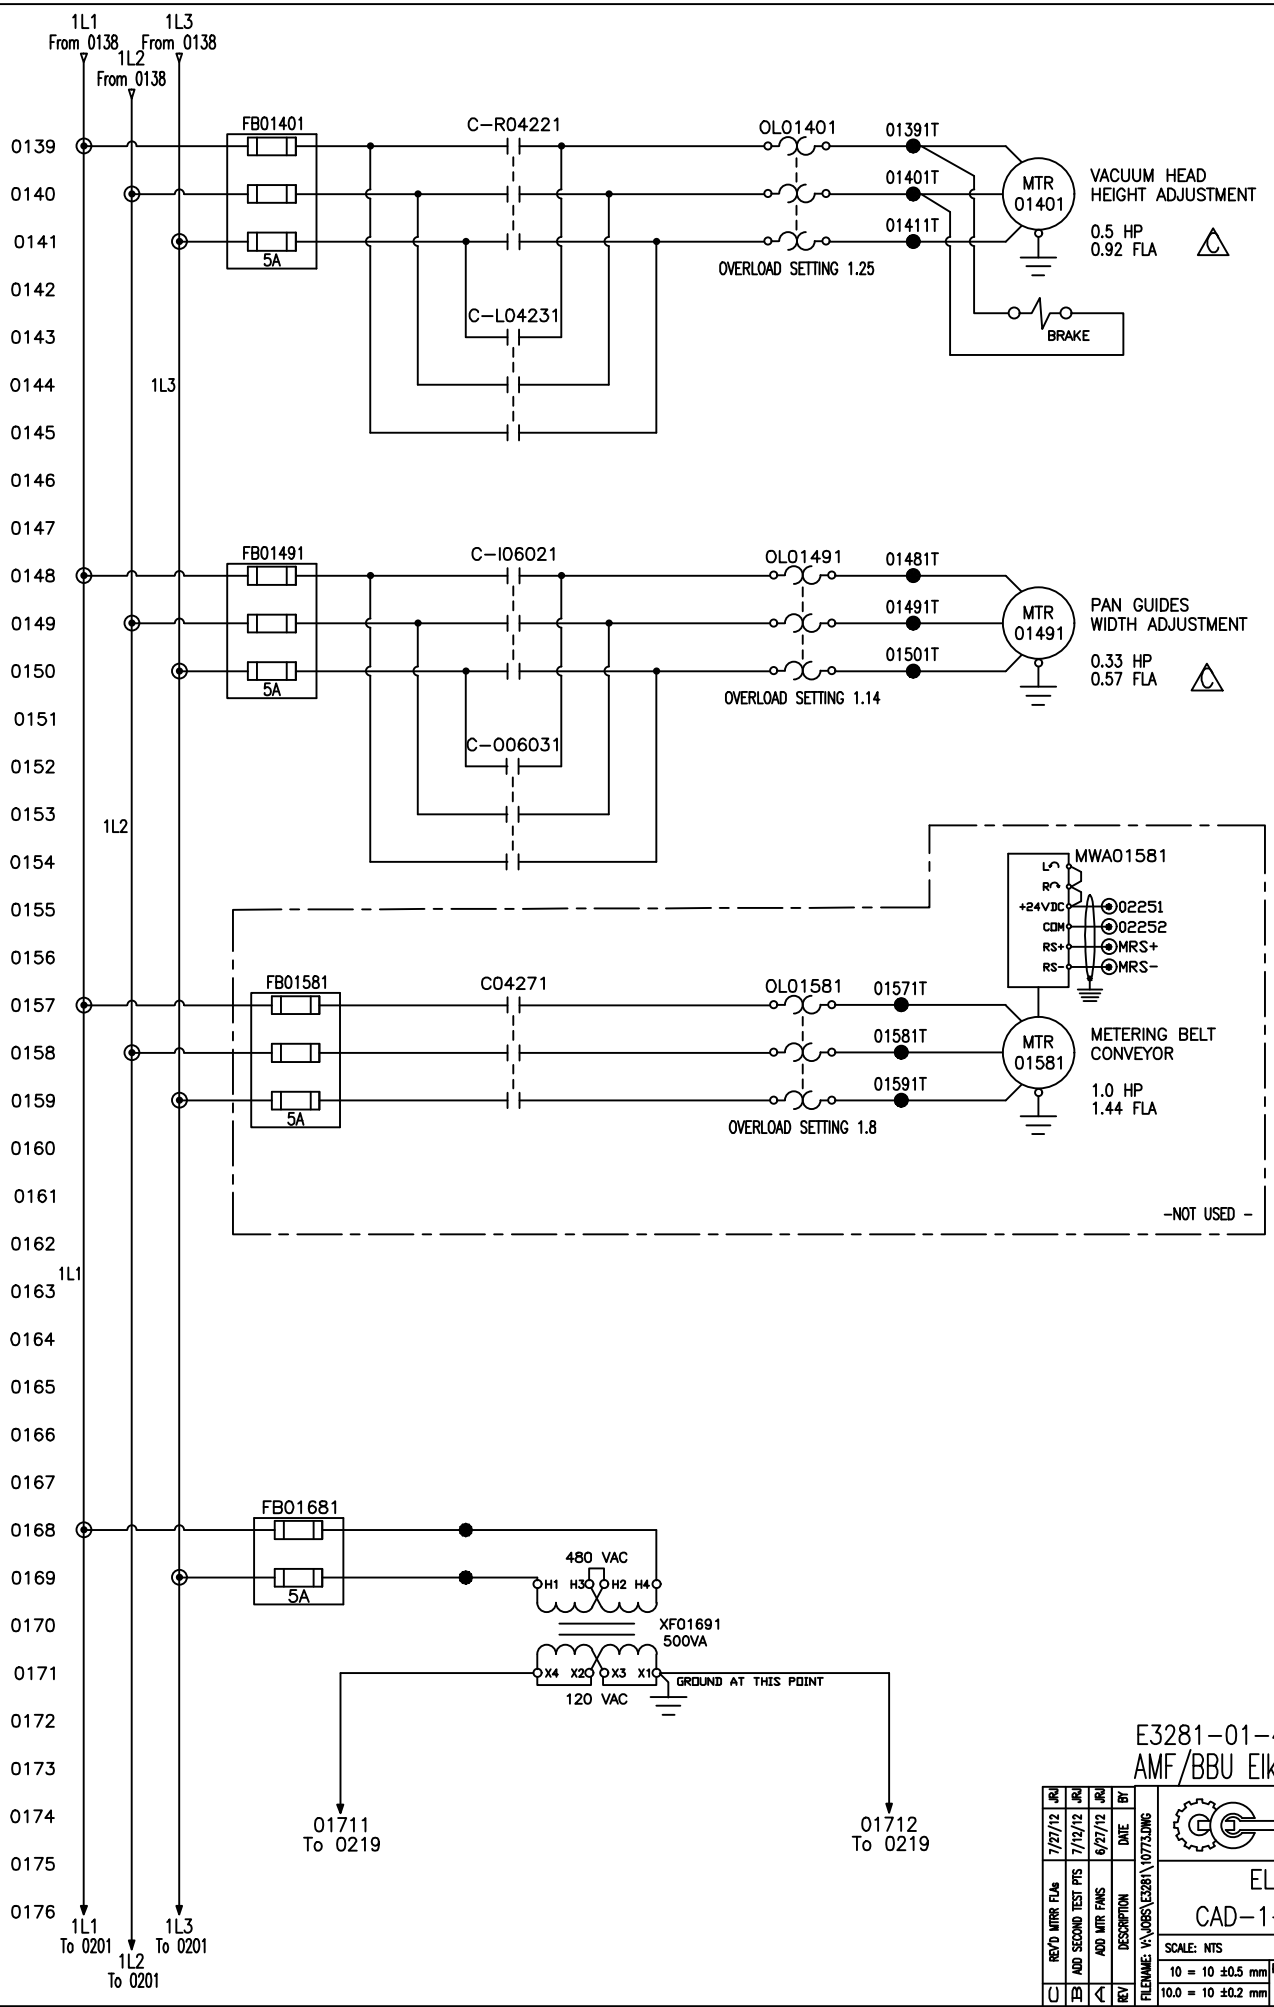 1L1
From 0138
1L2
From 0138
1L3
From 0138
0139
0140
0141
0142
0143
0144
0145
0146
0147
0148
0149
0150
0151
0152
0153
0154
0155
0156
0157
0158
0159
0160
0161
0162
0163
0164
0165
0166
0167
0168
0169
0170
0171
0172
0173
0174
0175
0176
1L3
1L2
1L1
FB01401
5A
C-R04221
C-L04231
OL01401
OVERLOAD SETTING 1.25
01391T
01401T
01411T
MTR
01401
VACUUM HEAD
HEIGHT ADJUSTMENT
0.5 HP
0.92 FLA
C
BRAKE
FB01491
5A
C-I06021
C-O06031
OL01491
OVERLOAD SETTING 1.14
01481T
01491T
01501T
MTR
01491
PAN GUIDES
WIDTH ADJUSTMENT
0.33 HP
0.57 FLA
C
MWA01581
L
R
+24VDC
COM
RS+
RS-
02251
02252
MRS+
MRS-
FB01581
5A
C04271
OL01581
OVERLOAD SETTING 1.8
01571T
01581T
01591T
MTR
01581
METERING BELT
CONVEYOR
1.0 HP
1.44 FLA
-NOT USED -
FB01681
5A
480 VAC
H1 H3 H2 H4
XF01691
500VA
X4 X2 X3 X1
120 VAC
GROUND AT THIS POINT
01711
To 0219
01712
To 0219
1L1
To 0201
1L2
To 0201
1L3
To 0201
E3281-01-
AMF/BBU Elk
C REV'D MTRR FLAs 7/27/12 JRJ
B ADD SECOND TEST PTS 7/12/12 JRJ
A ADD MTR FANS 6/27/12 JRJ
REV DESCRIPTION DATE BY
FILENAME: V:\JOBS\E3281\10773.DWG
EL
CAD-1-
SCALE: NTS
10 = 10 ±0.5 mm
10.0 = 10 ±0.2 mm